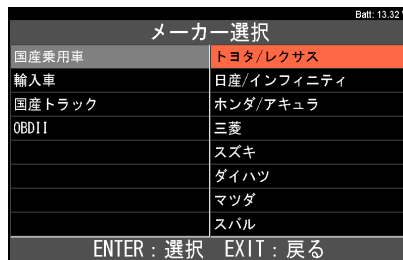 Batt: 13.32
メーカー選択
国産乗用車
トヨタ/レクサス
輸入車
日産/インフィニティ
国産トラック
ホンダ/アキュラ
OBDII
三菱
スズキ
ダイハツ
マツダ
スバル
ENTER：選択 EXIT：戻る